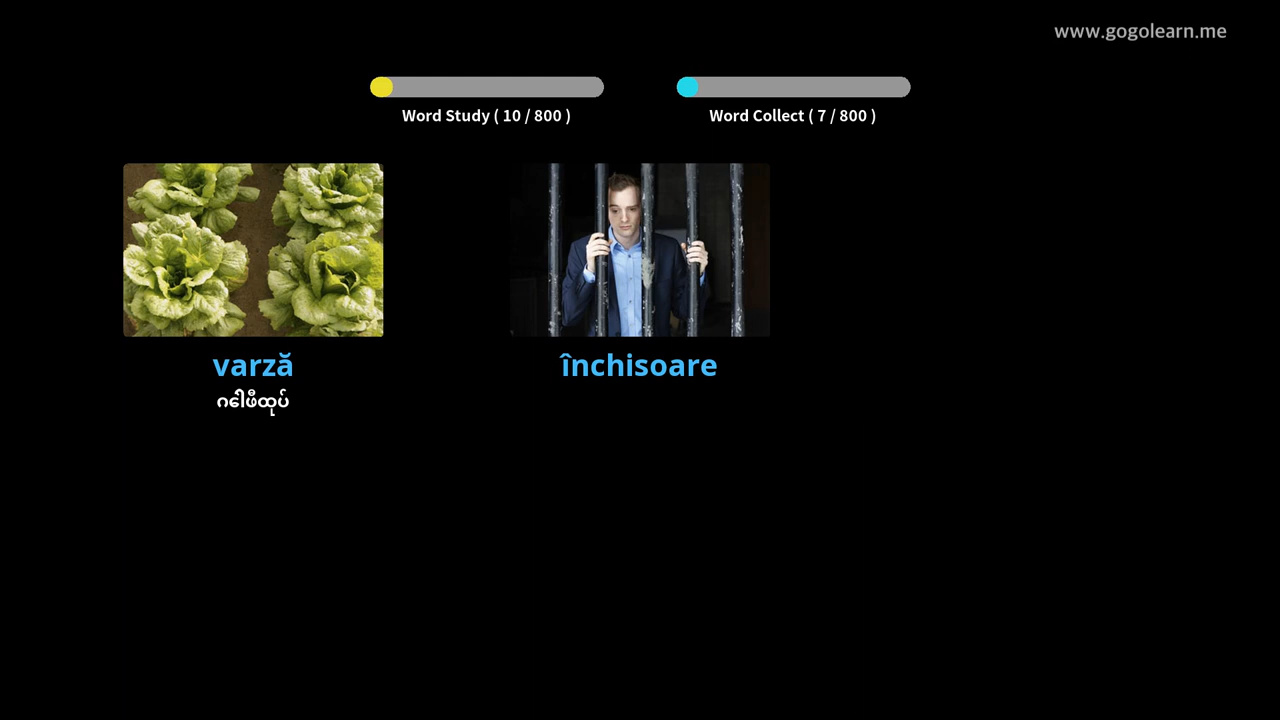 www.gogolearn.me
Word Study ( 10 / 800 )
Word Collect ( 7 / 800 )
varză
închisoare
ဂေါ်ဖီထုပ်